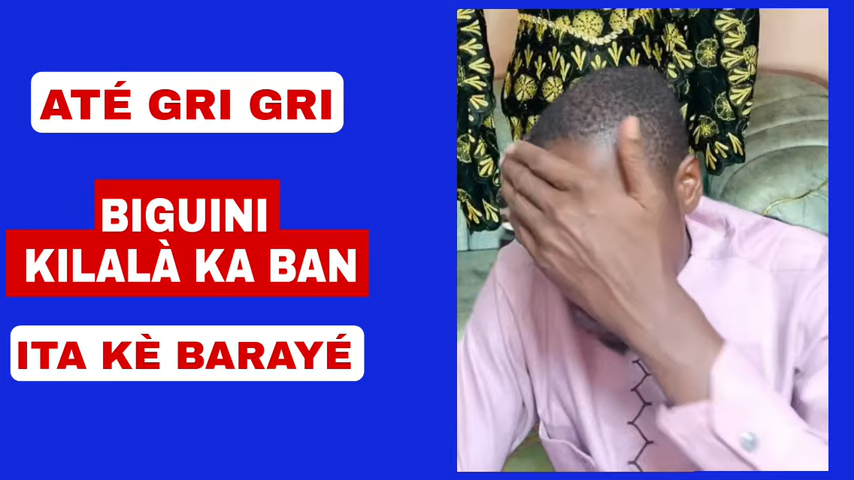 ATÉ GRI GRI
BIGUINI
KILALÀ KA BAN
ITA KÈ BARAYÉ